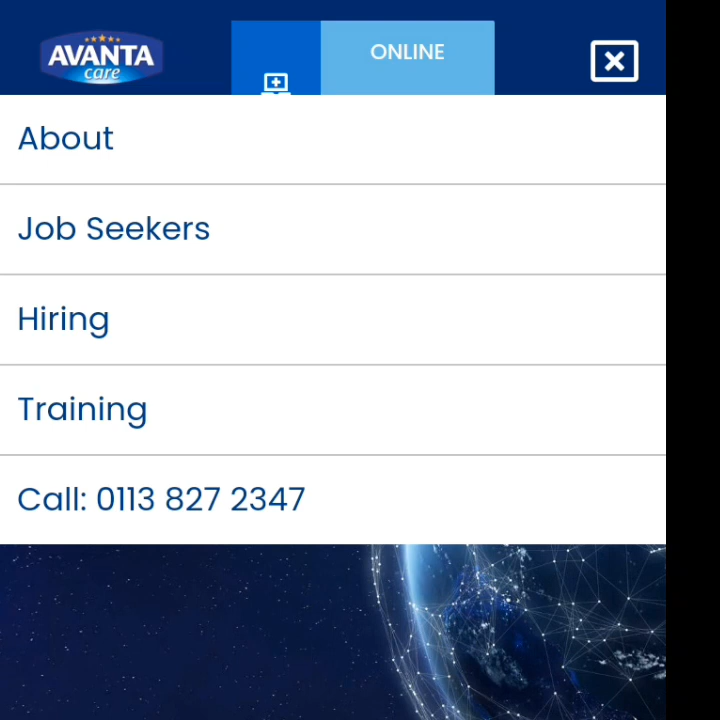 AVANTA
care
ONLINE
About
Job Seekers
Hiring
Training
Call: 0113 827 2347